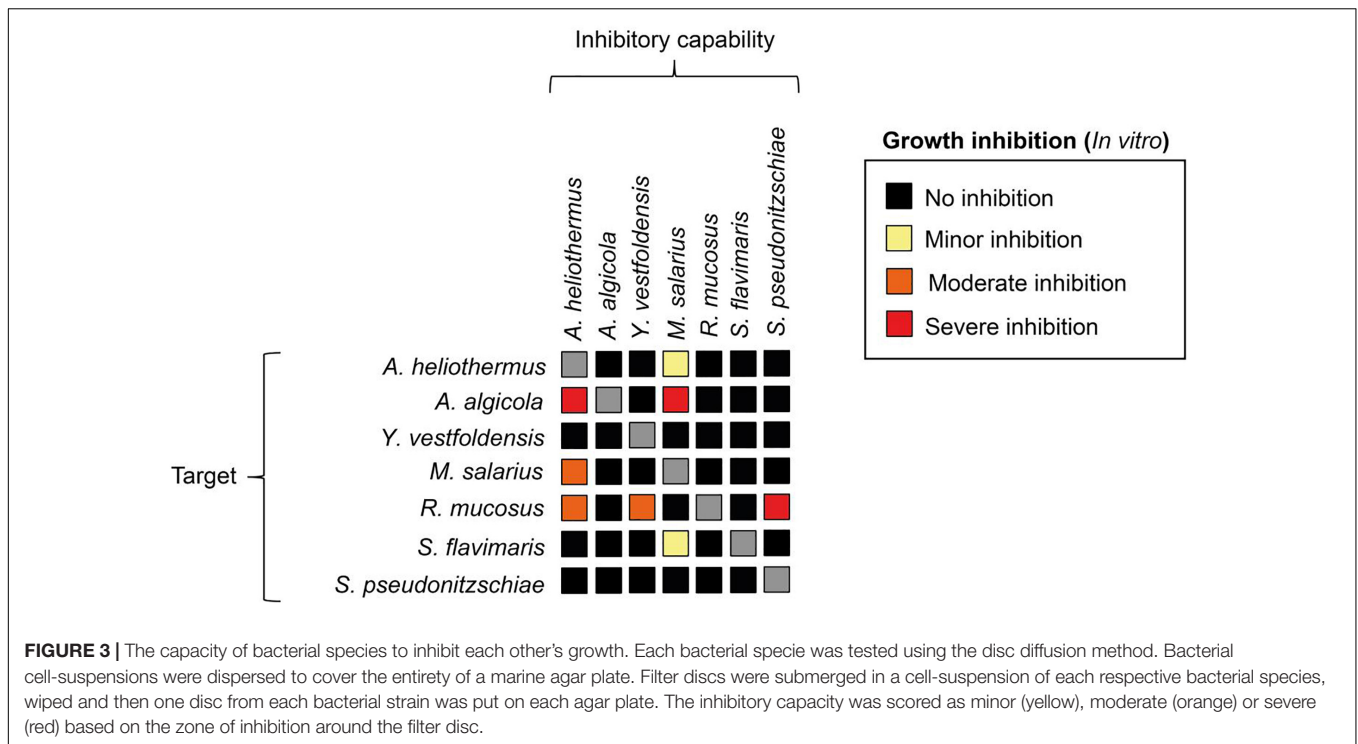 Inhibitory capability
A. heliothermus
A. algicola
Y. vestfoldensis
M. salarius
R. mucosus
S. flavimaris
S. pseudonitzschiae
Growth inhibition (In vitro)
No inhibition
Minor inhibition
Moderate inhibition
Severe inhibition
Target
A. heliothermus
A. algicola
Y. vestfoldensis
M. salarius
R. mucosus
S. flavimaris
S. pseudonitzschiae
FIGURE 3 | The capacity of bacterial species to inhibit each other's growth. Each bacterial specie was tested using the disc diffusion method. Bacterial
cell-suspensions were dispersed to cover the entirety of a marine agar plate. Filter discs were submerged in a cell-suspension of each respective bacterial species,
wiped and then one disc from each bacterial strain was put on each agar plate. The inhibitory capacity was scored as minor (yellow), moderate (orange) or severe
(red) based on the zone of inhibition around the filter disc.